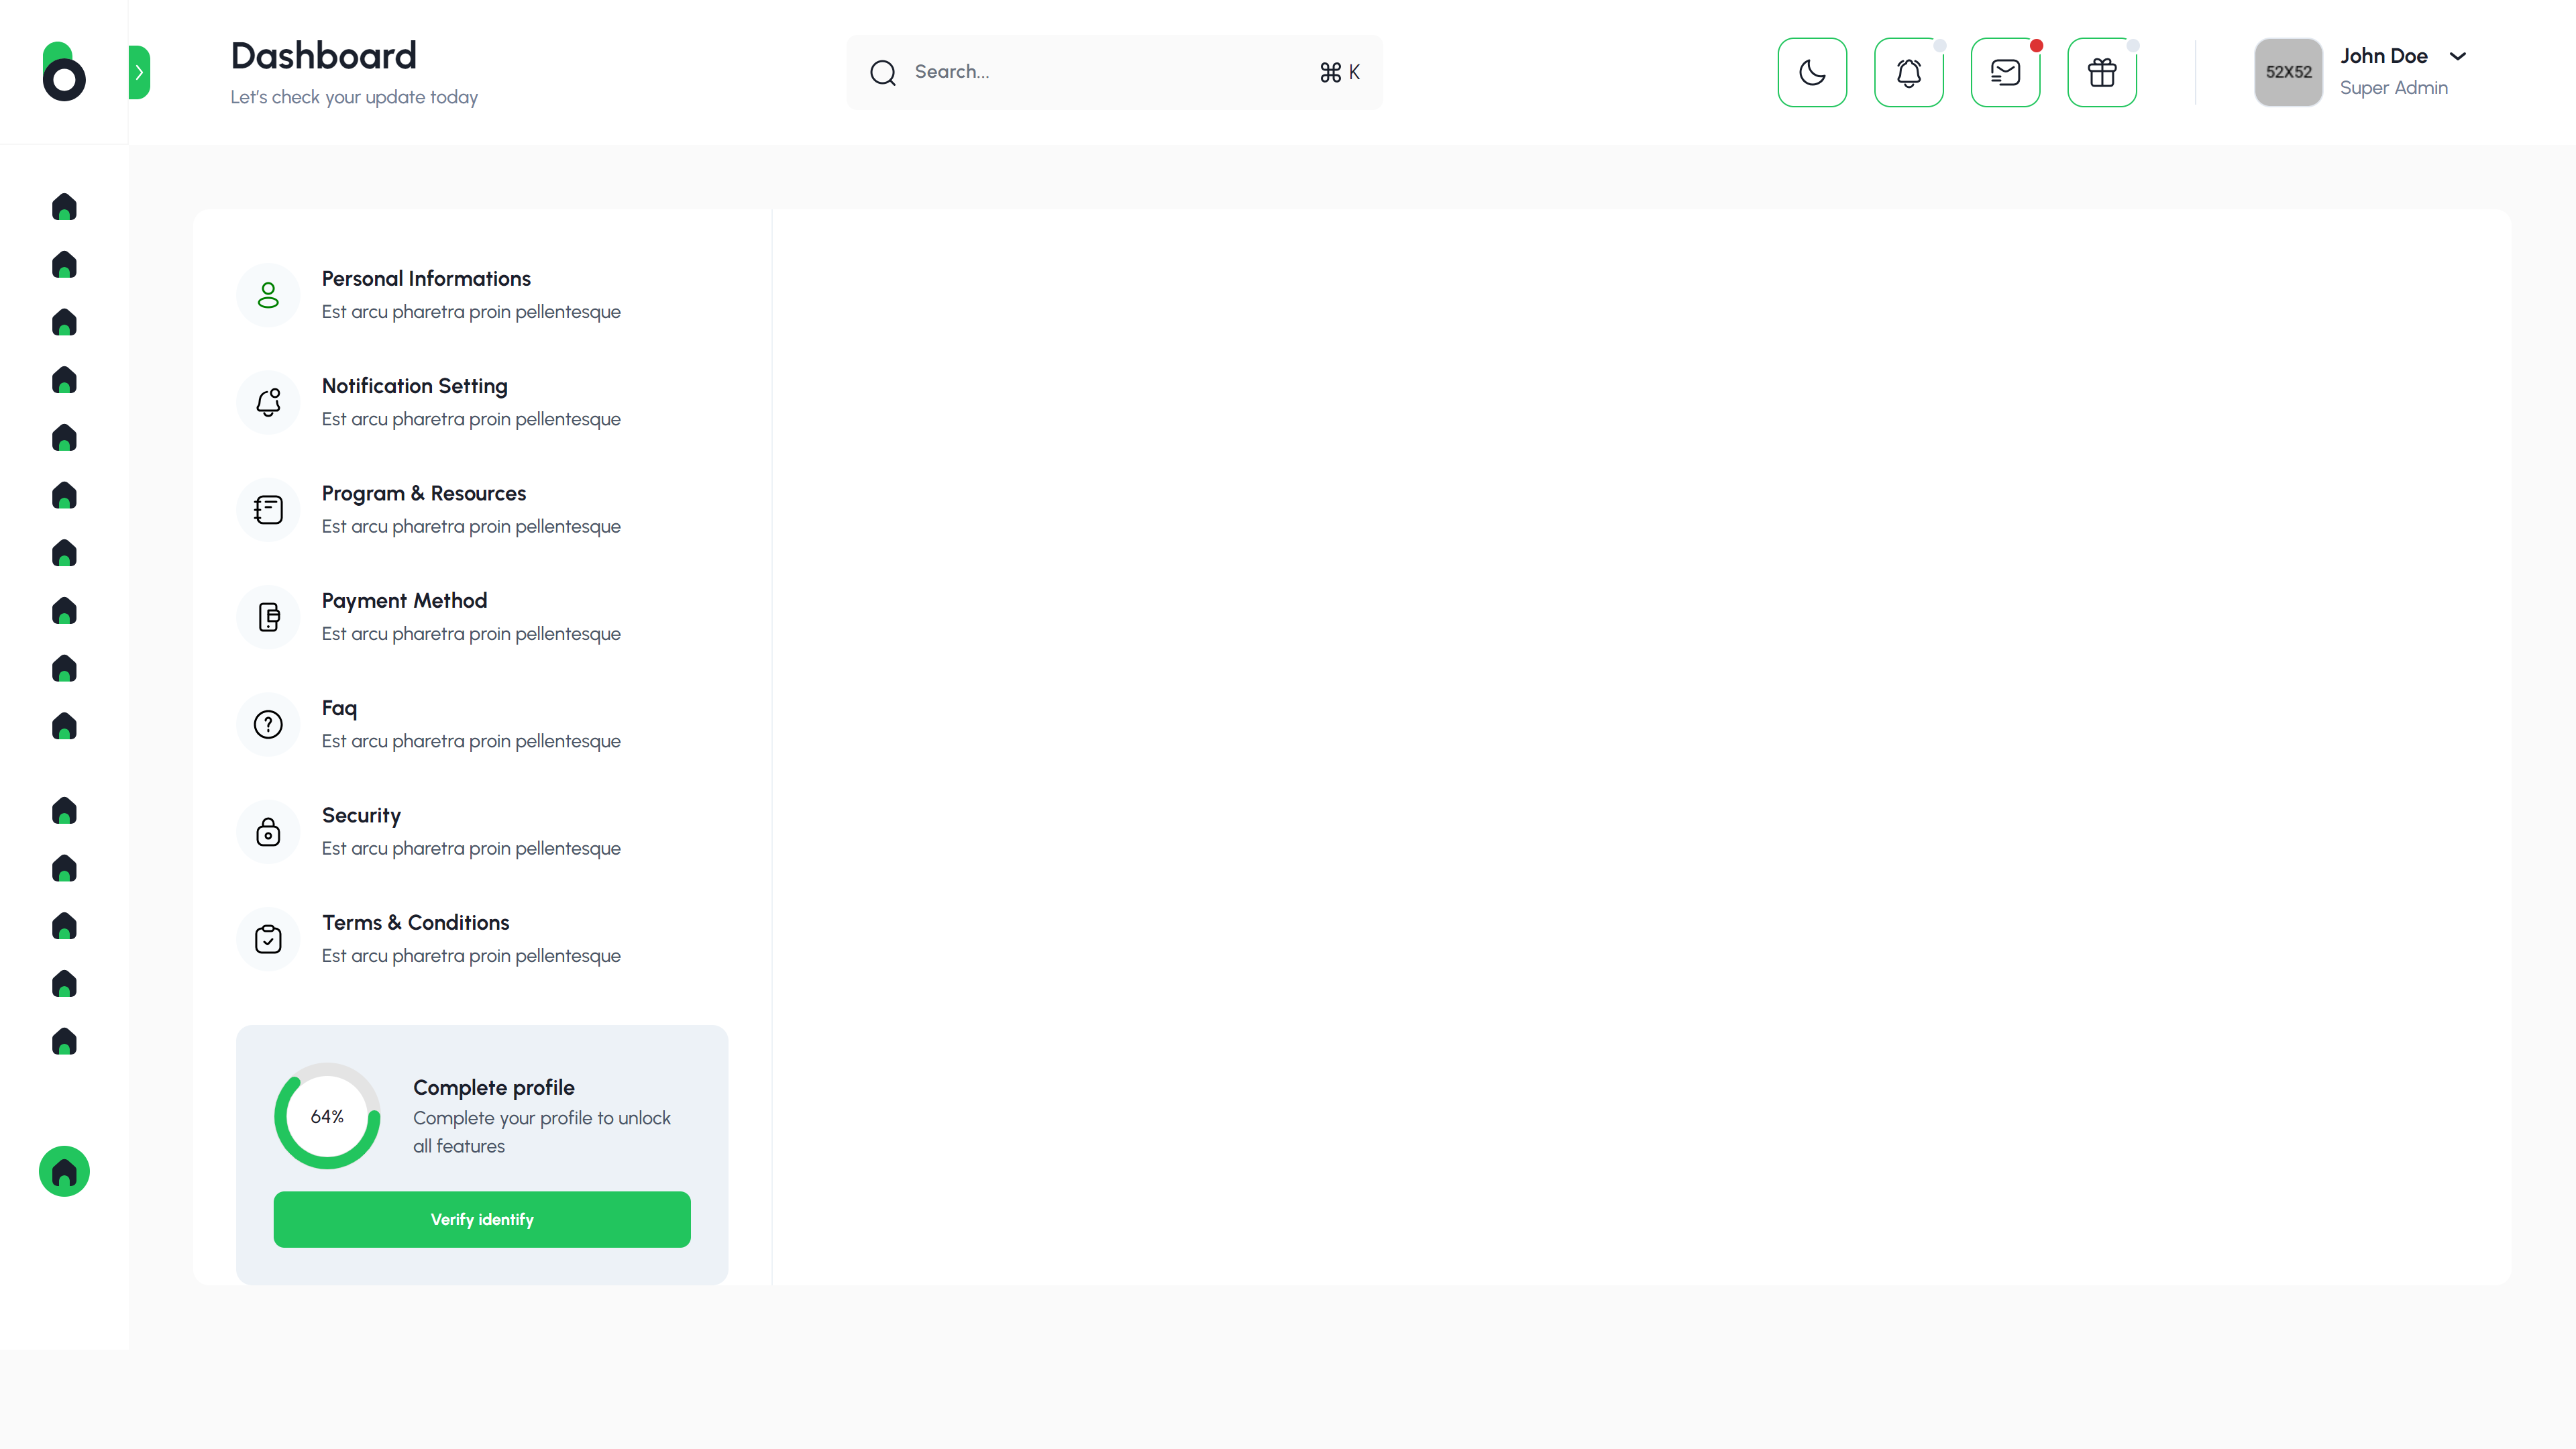 Dashboard
Let's check your update today
Search...
⌘ K
52X52
John Doe
Super Admin
Personal Informations
Est arcu pharetra proin pellentesque
Notification Setting
Est arcu pharetra proin pellentesque
Program & Resources
Est arcu pharetra proin pellentesque
Payment Method
Est arcu pharetra proin pellentesque
Faq
Est arcu pharetra proin pellentesque
Security
Est arcu pharetra proin pellentesque
Terms & Conditions
Est arcu pharetra proin pellentesque
64%
Complete profile
Complete your profile to unlock
all features
Verify identify